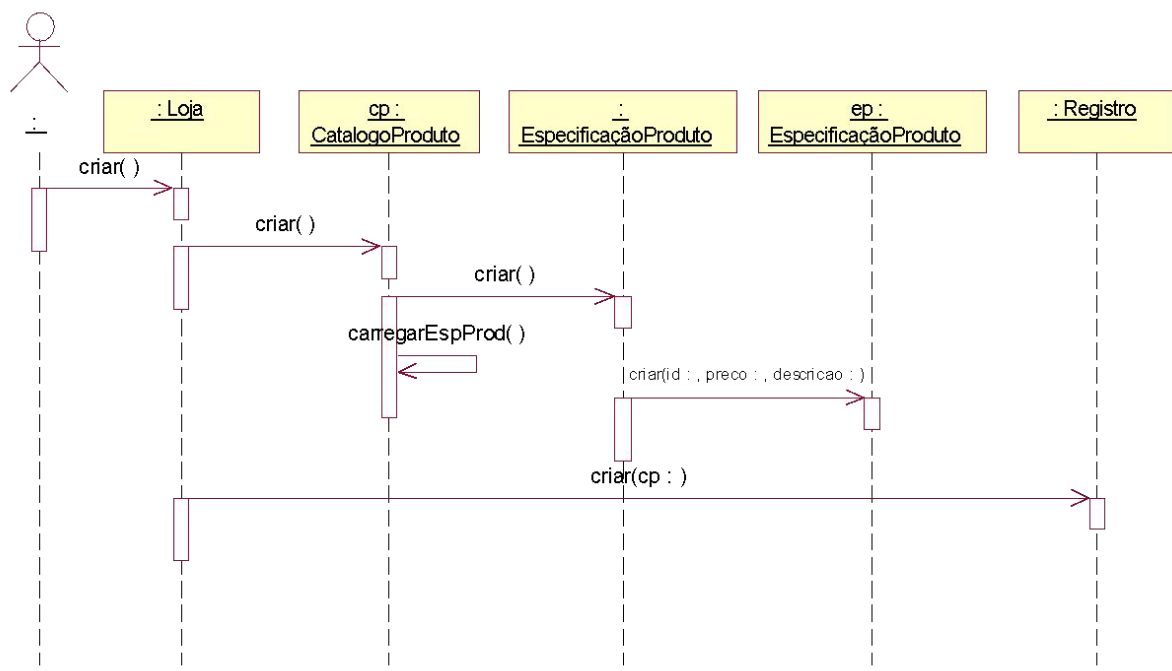 :
: Loja
cp :
CatalogoProduto
:
EspecificaçãoProduto
ep :
EspecificaçãoProduto
: Registro
criar( )
criar( )
criar( )
carregarEspProd( )
criar(id : , preco : , descricao : )
criar(cp : )